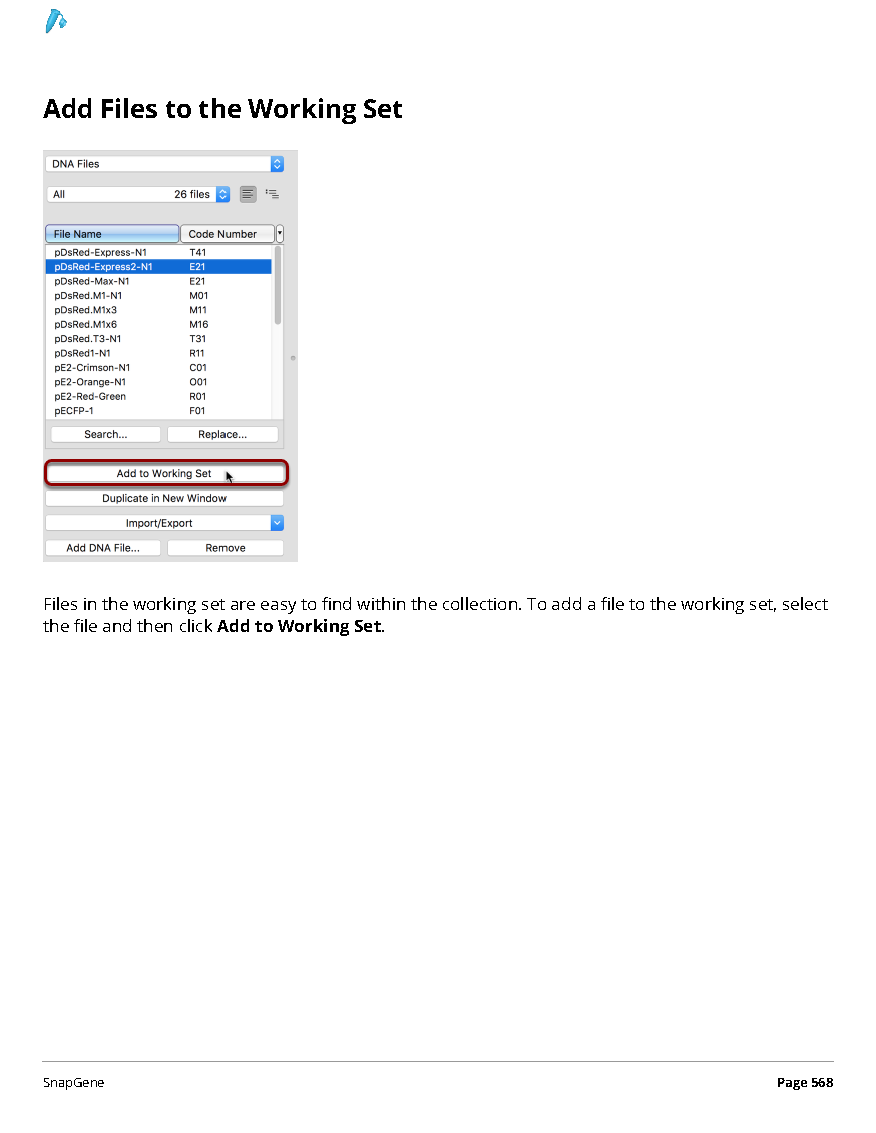 Add Files to the Working Set
DNA Files
All 26 files
File Name Code Number
pDsRed-Express-N1 T41
pDsRed-Express2-N1 E21
pDsRed-Max-N1 E21
pDsRed.M1-N1 M01
pDsRed.M1x3 M11
pDsRed.M1x6 M16
pDsRed.T3-N1 T31
pDsRed1-N1 R11
pE2-Crimson-N1 C01
pE2-Orange-N1 O01
pE2-Red-Green R01
pECFP-1 F01
Search... Replace...
Add to Working Set
Duplicate in New Window
Import/Export
Add DNA File... Remove
Files in the working set are easy to find within the collection. To add a file to the working set, select
the file and then click Add to Working Set.
SnapGene Page 568